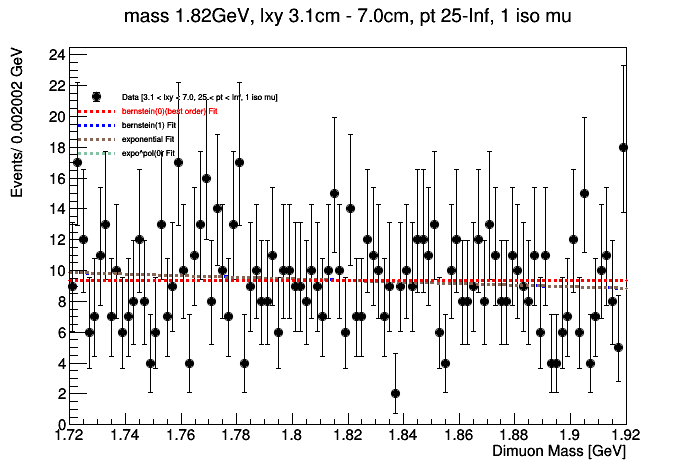 mass 1.82GeV, lxy 3.1cm - 7.0cm, pt 25-Inf, 1 iso mu
Events/ 0.002002 GeV
24
22
20
18
16
14
12
10
8
6
4
2
0
Data [3.1 < lxy < 7.0, 25 < pt < Inf, 1 iso mu]
bernstein(0)(best order) Fit
bernstein(1) Fit
exponential Fit
expo*pol(0) Fit
1.72 1.74 1.76 1.78 1.8 1.82 1.84 1.86 1.88 1.9 1.92
Dimuon Mass [GeV]